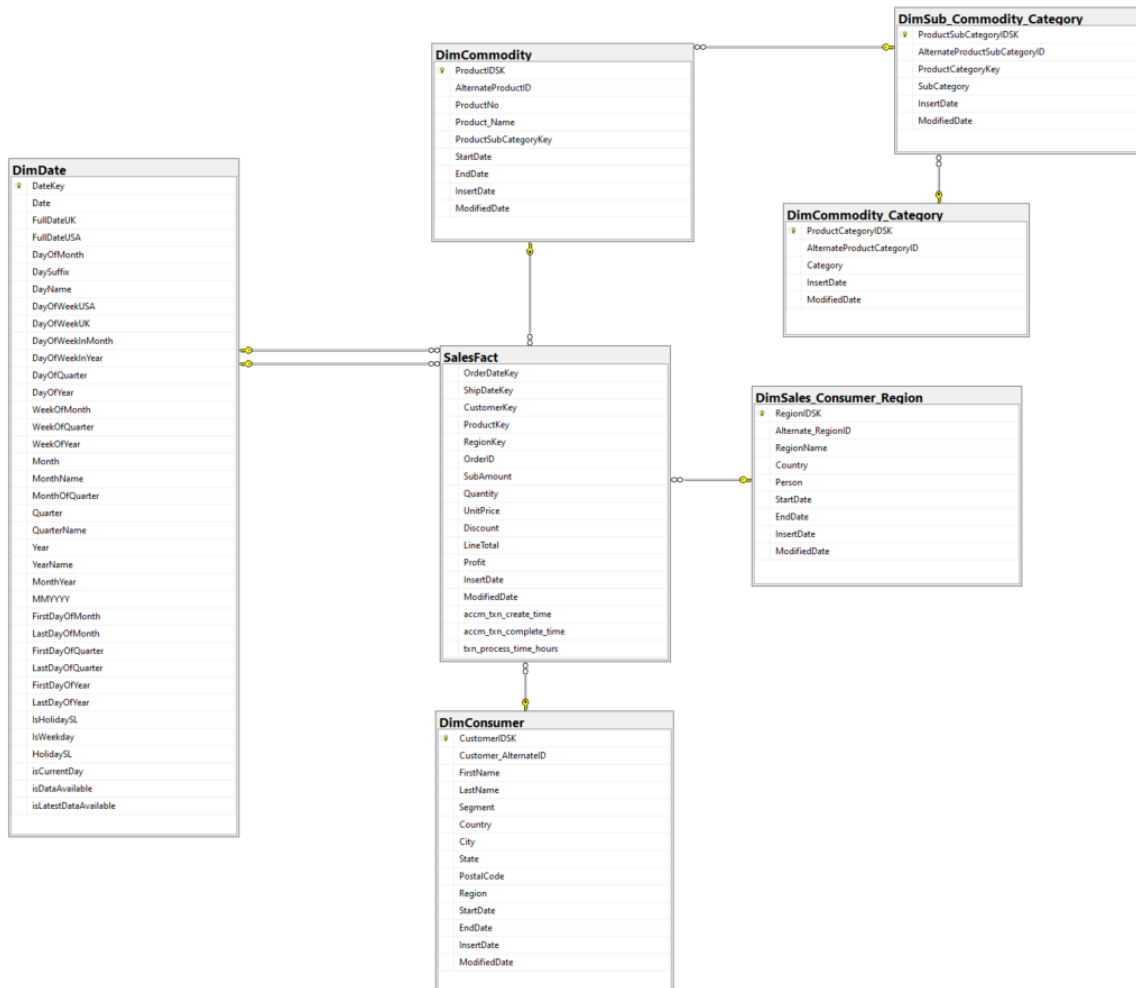 DimSub_Commodity_Category
ProductSubCategoryIDSK
AlternateProductSubCategoryID
ProductCategoryKey
SubCategory
InsertDate
ModifiedDate
DimCommodity
ProductIDSK
AlternateProductID
ProductNo
Product_Name
ProductSubCategoryKey
StartDate
EndDate
InsertDate
ModifiedDate
DimDate
DateKey
Date
FullDateUK
FullDateUSA
DayOfMonth
DaySuffix
DayName
DayOfWeekUSA
DayOfWeekUK
DayOfWeekInMonth
DayOfWeekInYear
DayOfQuarter
DayOfYear
WeekOfMonth
WeekOfQuarter
WeekOfYear
Month
MonthName
MonthOfQuarter
Quarter
QuarterName
Year
YearName
MonthYear
MMYYYY
FirstDayOfMonth
LastDayOfMonth
FirstDayOfQuarter
LastDayOfQuarter
FirstDayOfYear
LastDayOfYear
IsHolidaySL
IsWeekday
HolidaySL
isCurrentDay
isDataAvailable
isLatestDataAvailable
DimCommodity_Category
ProductCategoryIDSK
AlternateProductCategoryID
Category
InsertDate
ModifiedDate
SalesFact
OrderDateKey
ShipDateKey
CustomerKey
ProductKey
RegionKey
OrderID
SubAmount
Quantity
UnitPrice
Discount
LineTotal
Profit
InsertDate
ModifiedDate
accm_txn_create_time
accm_txn_complete_time
txn_process_time_hours
DimSales_Consumer_Region
RegionIDSK
Alternate_RegionID
RegionName
Country
Person
StartDate
EndDate
InsertDate
ModifiedDate
DimConsumer
CustomerIDSK
Customer_AlternateID
FirstName
LastName
Segment
Country
City
State
PostalCode
Region
StartDate
EndDate
InsertDate
ModifiedDate